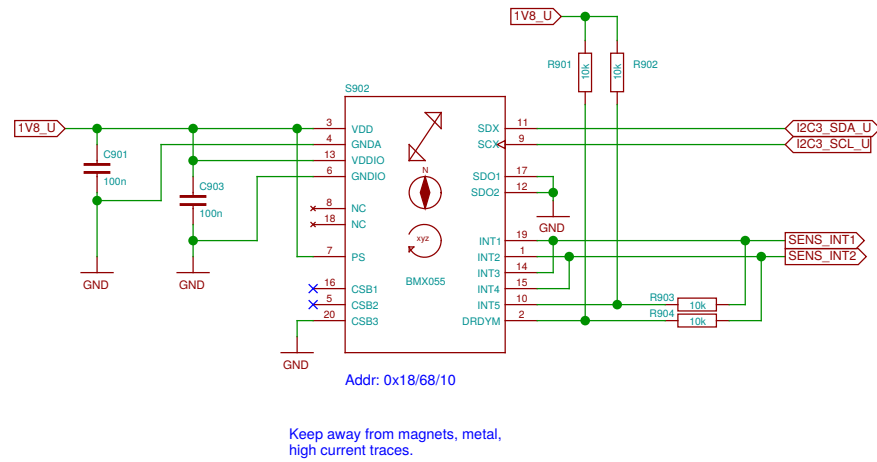 1V8_U
R901
10k
10k
R902
S902
1V8_U
C901
100n
C903
100n
GND
GND
3
VDD
4
GNDA
13
VDDIO
6
GNDIO
8
NC
18
NC
7
PS
16
CSB1
5
CSB2
20
CSB3
GND
N
xyz
BMX055
SDX
11
SCX
9
SDO1
17
SDO2
12
GND
INT1
19
INT2
1
INT3
14
INT4
15
INT5
10
DRDYM
2
I2C3_SDA_U
I2C3_SCL_U
SENS_INT1
SENS_INT2
R903
10k
R904
10k
Addr: 0x18/68/10
Keep away from magnets, metal,
high current traces.